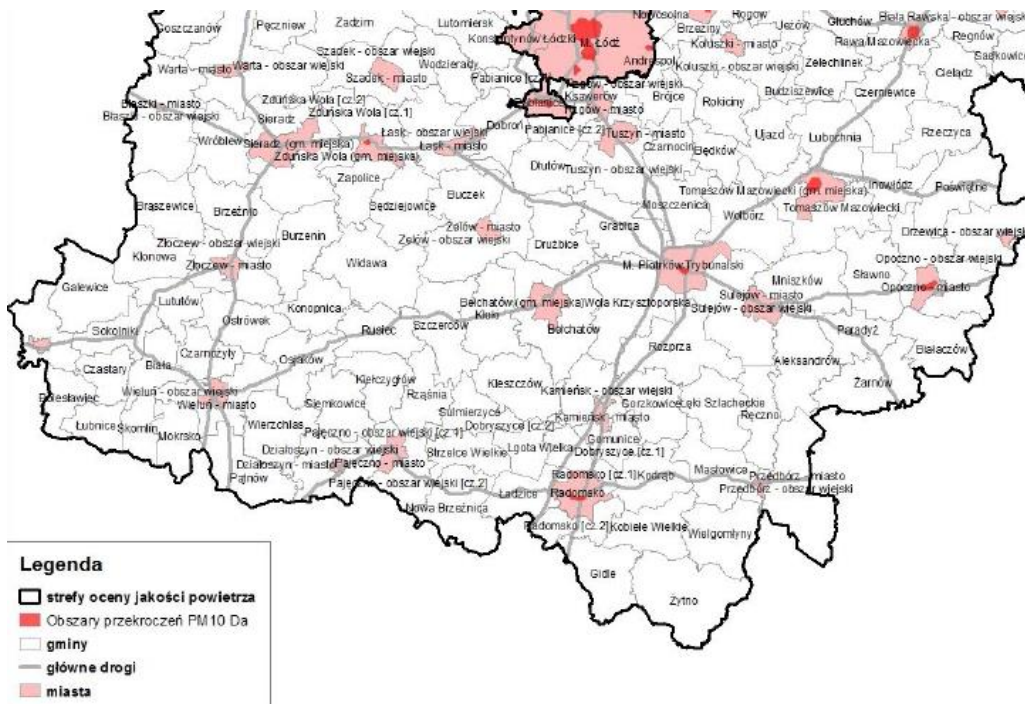 Goszczanów
Pęczniew
Zadzim
Lutomiersk
Konstantynów Łódzki
M. Łódź
Nowosolna
Brzeziny
Rogów
Jeżów
Głuchów
Biała Rawska - obszar wiejski
Rawa Mazowiecka
Regnów
Sadkowice
Cielądz
Koluszki - miasto
Koluszki - obszar wiejski
Żelechlinek
Andrespol
Warta - miasto
Warta - obszar wiejski
Szadek - obszar wiejski
Szadek - miasto
Wodzierady
Pabianice [cz.
Ksawerów
Brójce
Rokiciny
Budziszewice
Czerniewice
Błaszki - miasto
Błaszki - obszar wiejski
Zduńska Wola [cz.2]
Zduńska Wola [cz.1]
Sieradz
Wróblew
Sieradz (gm. miejska)
Zduńska Wola (gm. miejska)
Łask - obszar wiejski
Łask - miasto
Dobroń
Pabianice [cz.2]
Tuszyn - miasto
Czarnocin
Będków
Ujazd
Lubochnia
Rzeczyca
Zapolice
Dłutów
Tuszyn - obszar wiejski
Buczek
Sędziejowice
Moszczenica
Tomaszów Mazowiecki (gm. miejska)
Tomaszów Mazowiecki
Inowłódz
Poświętne
Wolbórz
Brąszewice
Brzeźnio
Burzenin
Zelów - miasto
Zelów - obszar wiejski
Drużbice
Grabica
Drzewica - obszar wiejski
Złoczew - obszar wiejski
Złoczew - miasto
Klonowa
Widawa
M. Piotrków Trybunalski
Mniszków
Sławno
Opoczno - obszar wiejski
Opoczno - miasto
Galewice
Lututów
Konopnica
Bełchatów (gm. miejska)
Wola Krzysztoporska
Kluki
Sulejów - miasto
Sulejów - obszar wiejski
Ostrówek
Rusiec
Szczerców
Bełchatów
Sokolniki
Rozprza
Paradyż
Białaczów
Czarnożyły
Osjaków
Aleksandrów
Biała
Czastary
Żarnów
Kiełczygłów
Rząśnia
Kleszczów
Kamieńsk - obszar wiejski
Wieluń - obszar wiejski
Wieluń - miasto
Bolesławiec
Siemkowice
Sulmierzyce
Gorzkowice
Łęki Szlacheckie
Ręczno
Kamieńsk - miasto
Łubnice
Skomlin
Mokrsko
Wierzchlas
Pajęczno - obszar wiejski [cz.1]
Dobryszyce [cz.2]
Gomunice
Działoszyn - obszar wiejski
Strzelce Wielkie
Lgota Wielka
Dobryszyce [cz.1]
Działoszyn - miasto
Pajęczno - miasto
Radomsko [cz.1]
Kodrąb
Masłowice
Przedbórz - miasto
Pątnów
Pajęczno - obszar wiejski [cz.2]
Ładzice
Radomsko
Przedbórz - obszar wiejski
Nowa Brzeźnica
Radomsko [cz.2]
Kobiele Wielkie
Wielgomłyny
Gidle
Żytno
Legenda
strefy oceny jakości powietrza
Obszary przekroczeń PM10 Da
gminy
główne drogi
miasta